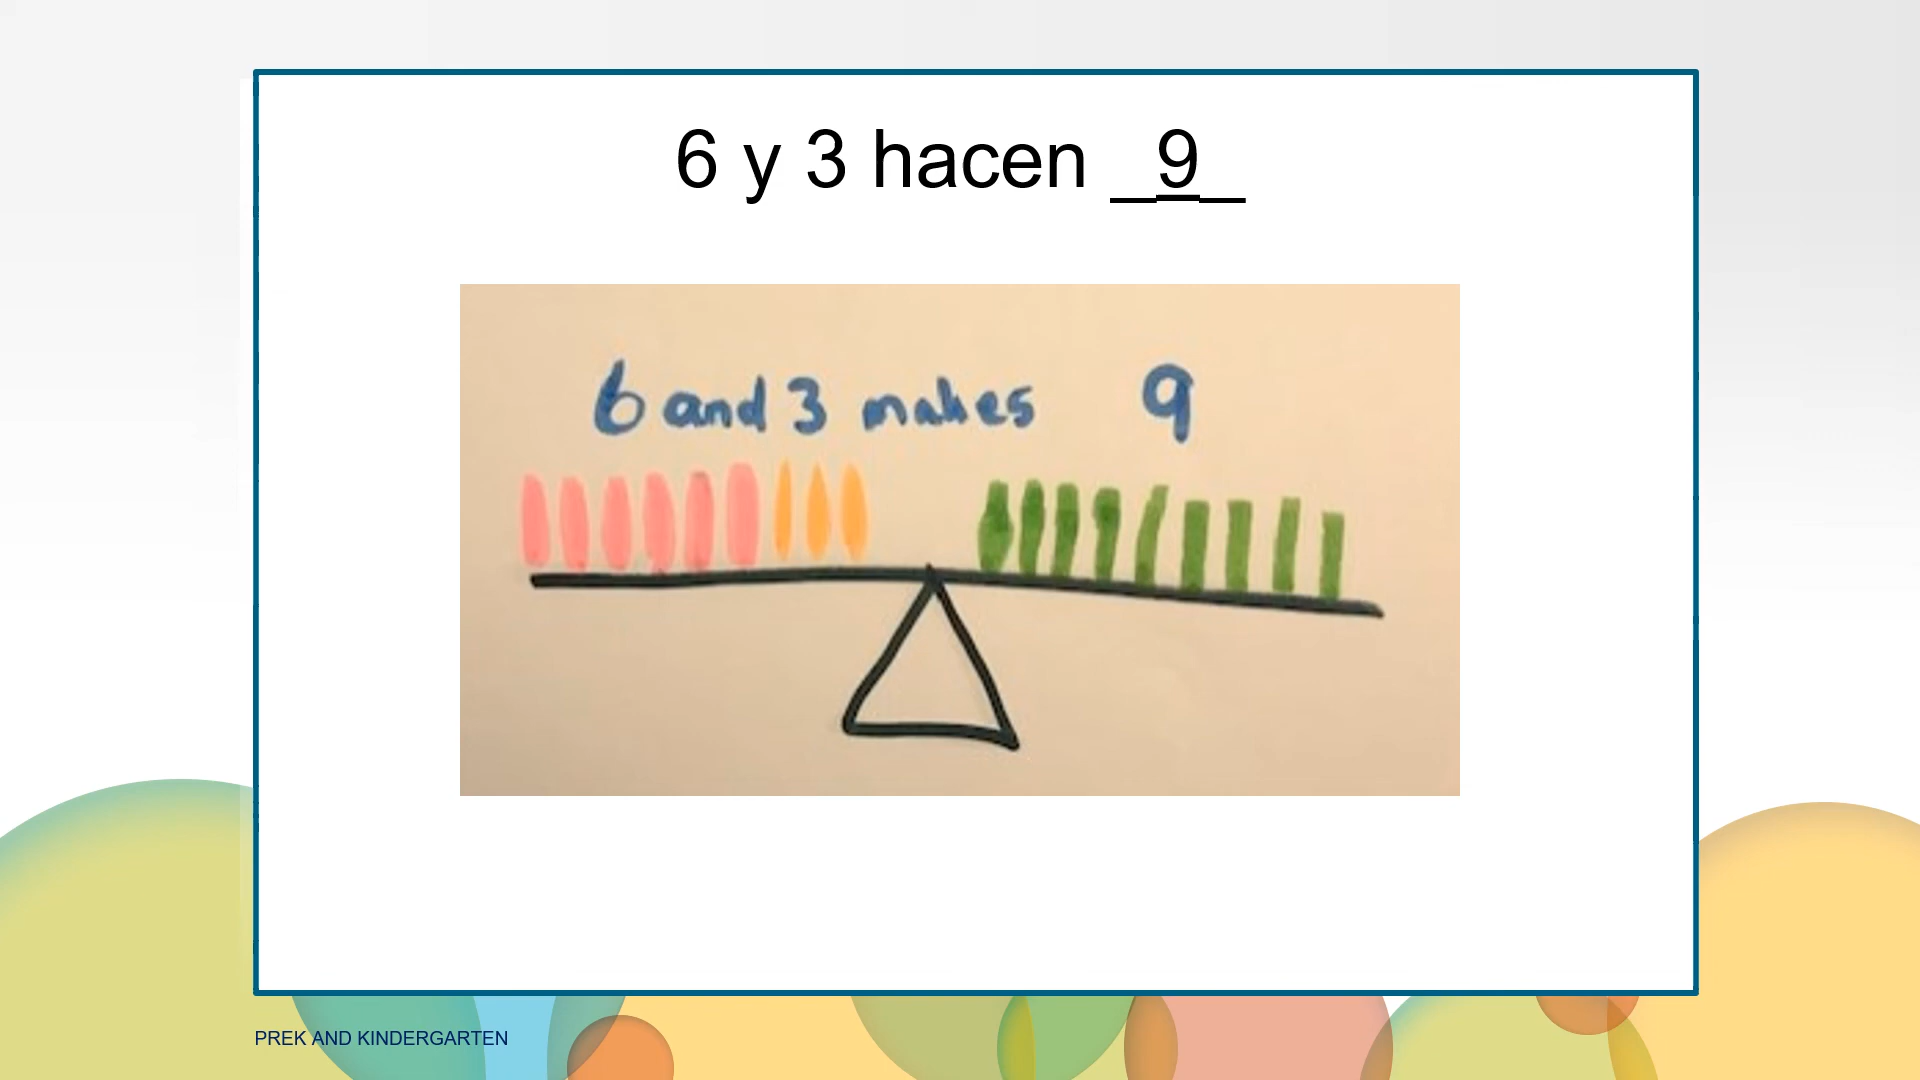 6 y 3 hacen _9_
6 and 3 makes 9
PREK AND KINDERGARTEN